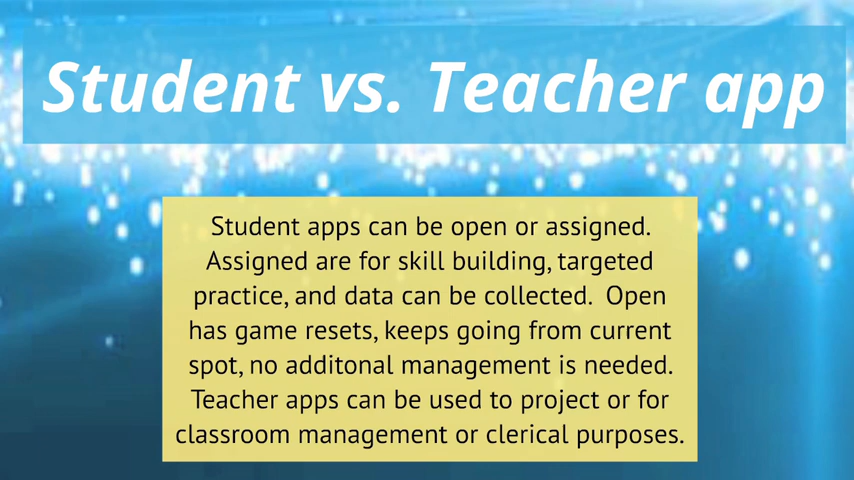 Student vs. Teacher app
Student apps can be open or assigned.
Assigned are for skill building, targeted
practice, and data can be collected.  Open
has game resets, keeps going from current
spot, no additonal management is needed.
Teacher apps can be used to project or for
classroom management or clerical purposes.